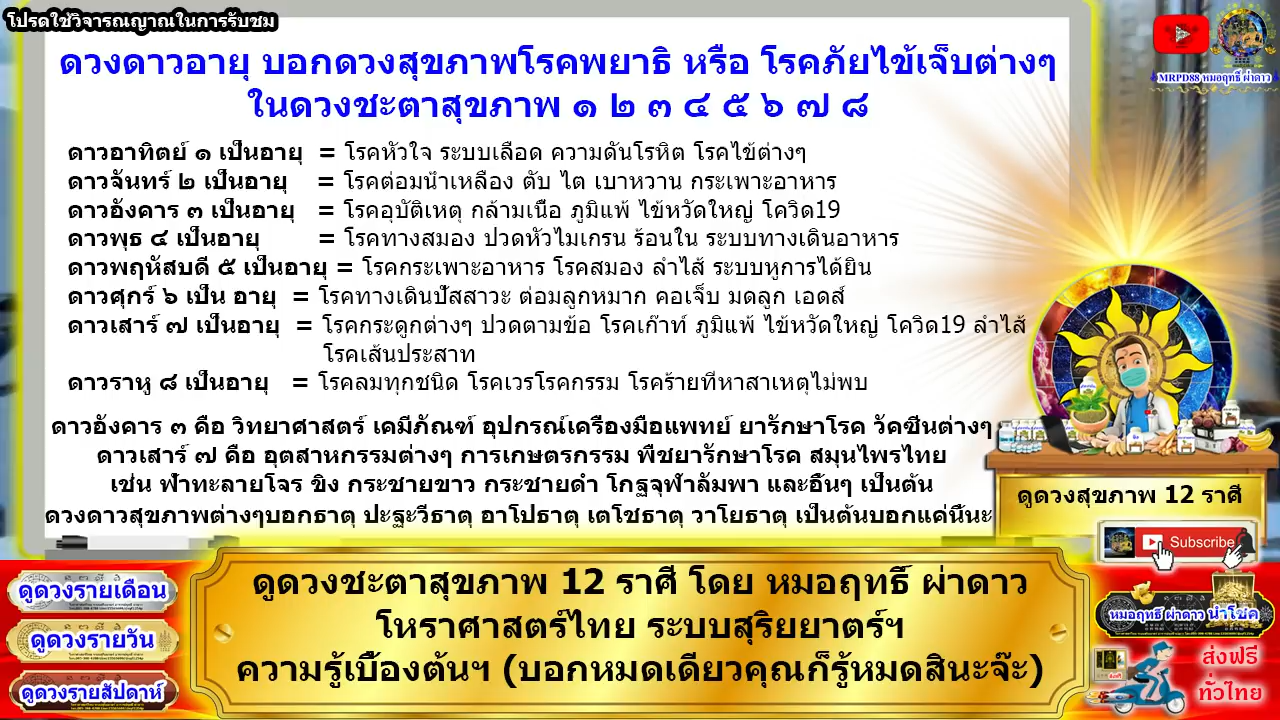 โปรดใช้วิจารณญาณในการรับชม
ดวงดาวอายุ บอกดวงสุขภาพโรคพยาธิ หรือ โรคภัยไข้เจ็บต่างๆ
ในดวงชะตาสุขภาพ ๑ ๒ ๓ ๔ ๕ ๖ ๗ ๘
MRPD88 หมอฤทธิ์ ผ่าดาว
ดาวอาทิตย์ ๑ เป็นอายุ = โรคหัวใจ ระบบเลือด ความดันโรหิต โรคไข้ต่างๆ
ดาวจันทร์ ๒ เป็นอายุ = โรคต่อมน้ำเหลือง ตับ ไต เบาหวาน กระเพาะอาหาร
ดาวอังคาร ๓ เป็นอายุ = โรคอุบัติเหตุ กล้ามเนื้อ ภูมิแพ้ ไข้หวัดใหญ่ โควิด19
ดาวพุธ ๔ เป็นอายุ = โรคทางสมอง ปวดหัวไมเกรน ร้อนใน ระบบทางเดินอาหาร
ดาวพฤหัสบดี ๕ เป็นอายุ = โรคกระเพาะอาหาร โรคสมอง ลำไส้ ระบบหูการได้ยิน
ดาวศุกร์ ๖ เป็น อายุ = โรคทางเดินปัสสาวะ ต่อมลูกหมาก คอเจ็บ มดลูก เอดส์
ดาวเสาร์ ๗ เป็นอายุ = โรคกระดูกต่างๆ ปวดตามข้อ โรคเก๊าท์ ภูมิแพ้ ไข้หวัดใหญ่ โควิด19 ลำไส้
โรคเส้นประสาท
ดาวราหู ๘ เป็นอายุ = โรคลมทุกชนิด โรคเวรโรคกรรม โรคร้ายที่หาสาเหตุไม่พบ
ดาวอังคาร ๓ คือ วิทยาศาสตร์ เคมีภัณฑ์ อุปกรณ์เครื่องมือแพทย์ ยารักษาโรค วัคซีนต่างๆ
ดาวเสาร์ ๗ คือ อุตสาหกรรมต่างๆ การเกษตรกรรม พืชยารักษาโรค สมุนไพรไทย
เช่น ฟ้าทะลายโจร ขิง กระชายขาว กระชายดำ โกฐจุฬาลัมพา และอื่นๆ เป็นต้น
ดวงดาวสุขภาพต่างๆบอกธาตุ ปะฐะวีธาตุ อาโปธาตุ เตโชธาตุ วาโยธาตุ เป็นต้นบอกแค่นี้นะ
ดูดวงสุขภาพ 12 ราศี
Subscribe
ดูดวงชะตาสุขภาพ 12 ราศี โดย หมอฤทธิ์ ผ่าดาว
โหราศาสตร์ไทย ระบบสุริยยาตร์ฯ
ความรู้เบื้องต้นฯ (บอกหมดเดี๋ยวคุณก็รู้หมดสินะจ๊ะ)
ดูดวงรายเดือน
ดูดวงรายวัน
ดูดวงรายสัปดาห์
หมอฤทธิ์ ผ่าดาว นำโชค
ส่งฟรี
ทั่วไทย